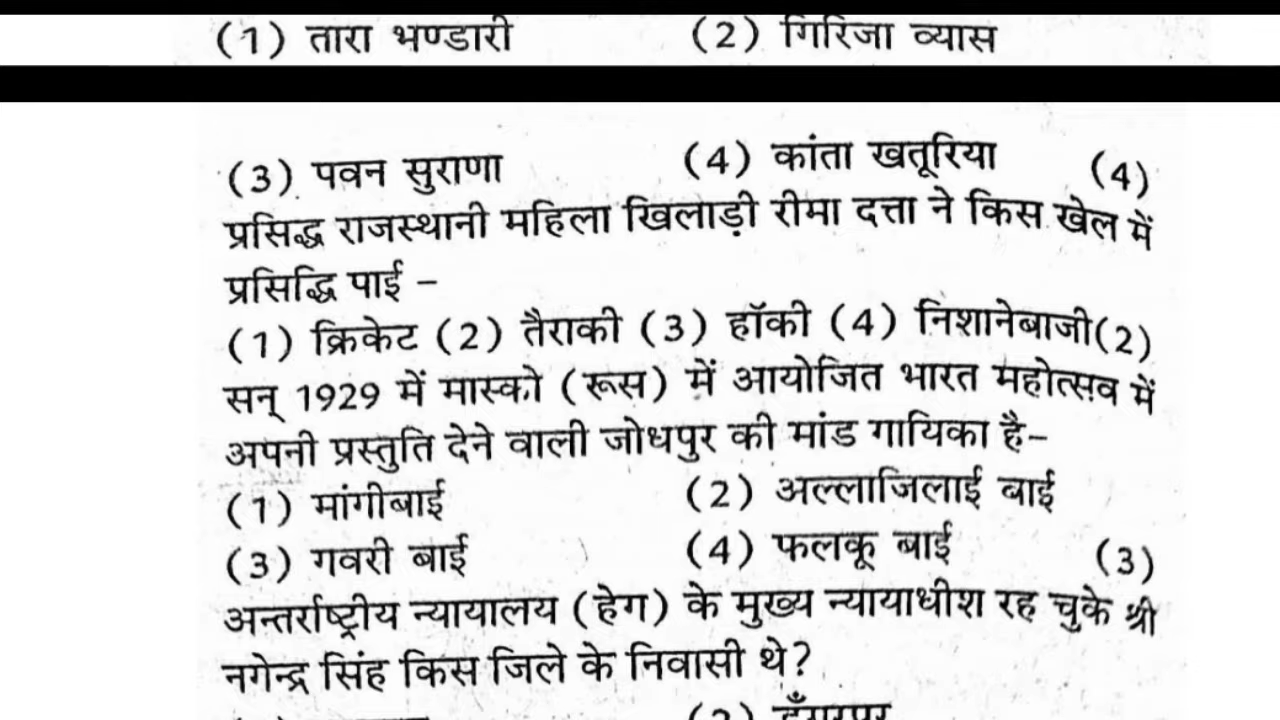 (1) तारा भण्डारी (2) गिरिजा व्यास
(3) पवन सुराणा (4) कांता खतूरिया (4)
प्रसिद्ध राजस्थानी महिला खिलाड़ी रीमा दत्ता ने किस खेल में
प्रसिद्धि पाई -
(1) क्रिकेट (2) तैराकी (3) हॉकी (4) निशानेबाजी(2)
सन् 1929 में मास्को (रूस) में आयोजित भारत महोत्सव में
अपनी प्रस्तुति देने वाली जोधपुर की मांड गायिका है-
(1) मांगीबाई (2) अल्लाजिलाई बाई
(3) गवरी बाई (4) फलकू बाई (3)
अन्तर्राष्ट्रीय न्यायालय (हेग) के मुख्य न्यायाधीश रह चुके श्री
नगेन्द्र सिंह किस जिले के निवासी थे?
(2) डूँगरपुर